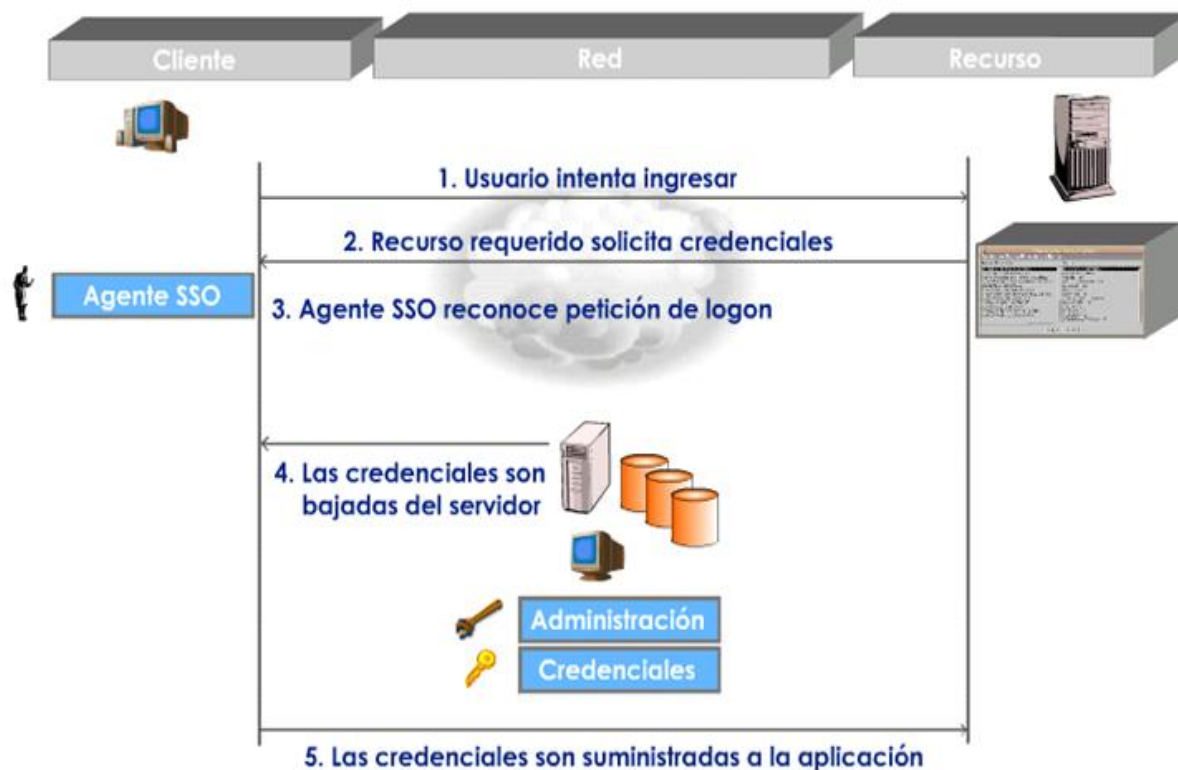 Cliente
Red
Recurso
1. Usuario intenta ingresar
2. Recurso requerido solicita credenciales
Agente SSO
3. Agente SSO reconoce petición de logon
4. Las credenciales son
bajadas del servidor
Administración
Credenciales
5. Las credenciales son suministradas a la aplicación